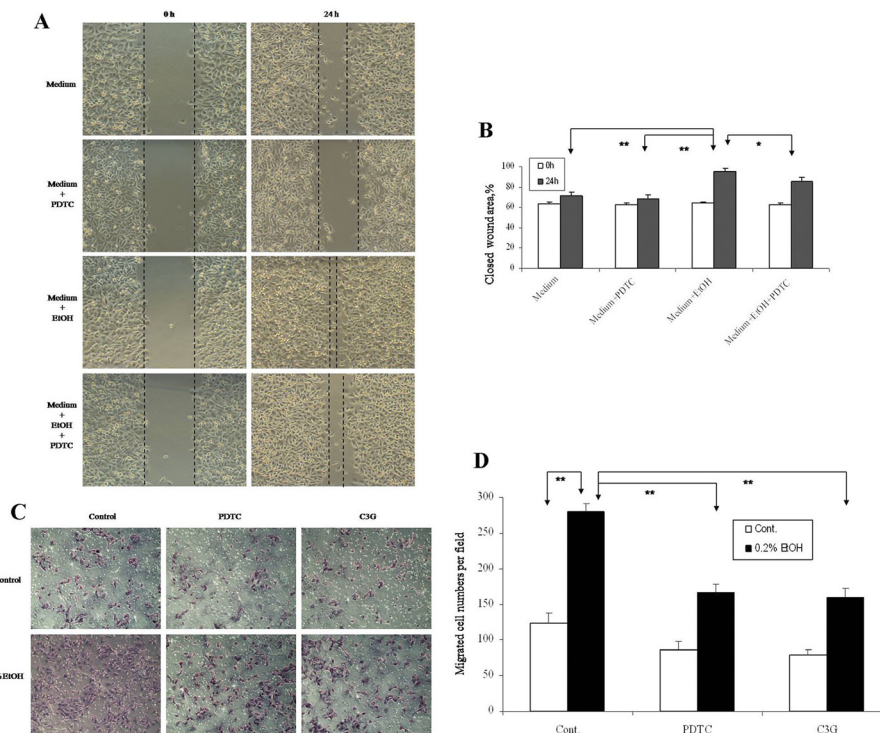 A
0 h
24 h
Medium
Medium
+
PDTC
Medium
+
EtOH
Medium
+
EtOH
+
PDTC
B
**
**
*
0h
24h
Closed wound area,%
100
80
60
40
20
0
Medium
Medium+PDTC
Medium+EtOH
Medium+EtOH+PDTC
C
Control
PDTC
C3G
ontrol
EtOH
D
**
**
**
Migrated cell numbers per field
300
250
200
150
100
50
0
Cont.
0.2% EtOH
Cont.
PDTC
C3G